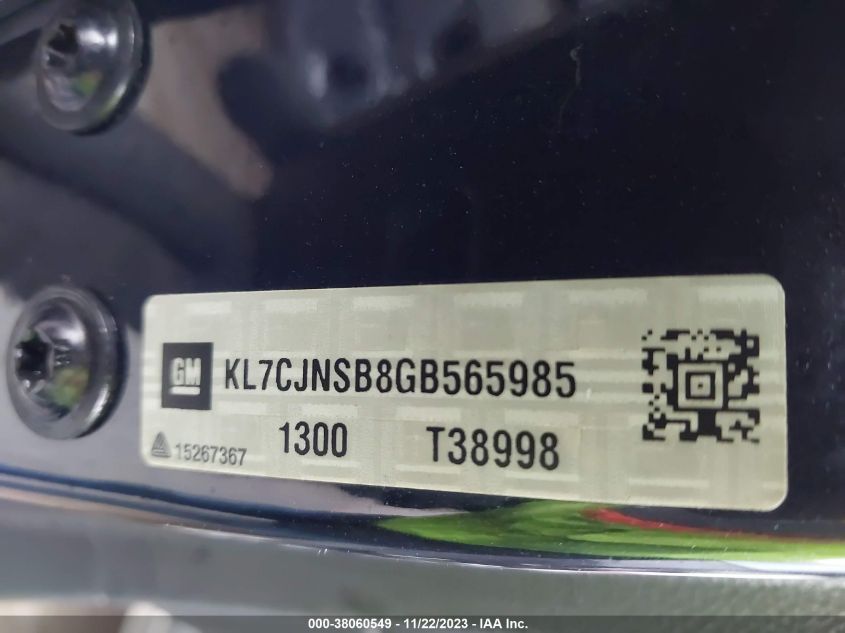 GM KL7CJNSB8GB565985
15267367 1300 T38998
000-38060549 - 11/22/2023 - IAA Inc.